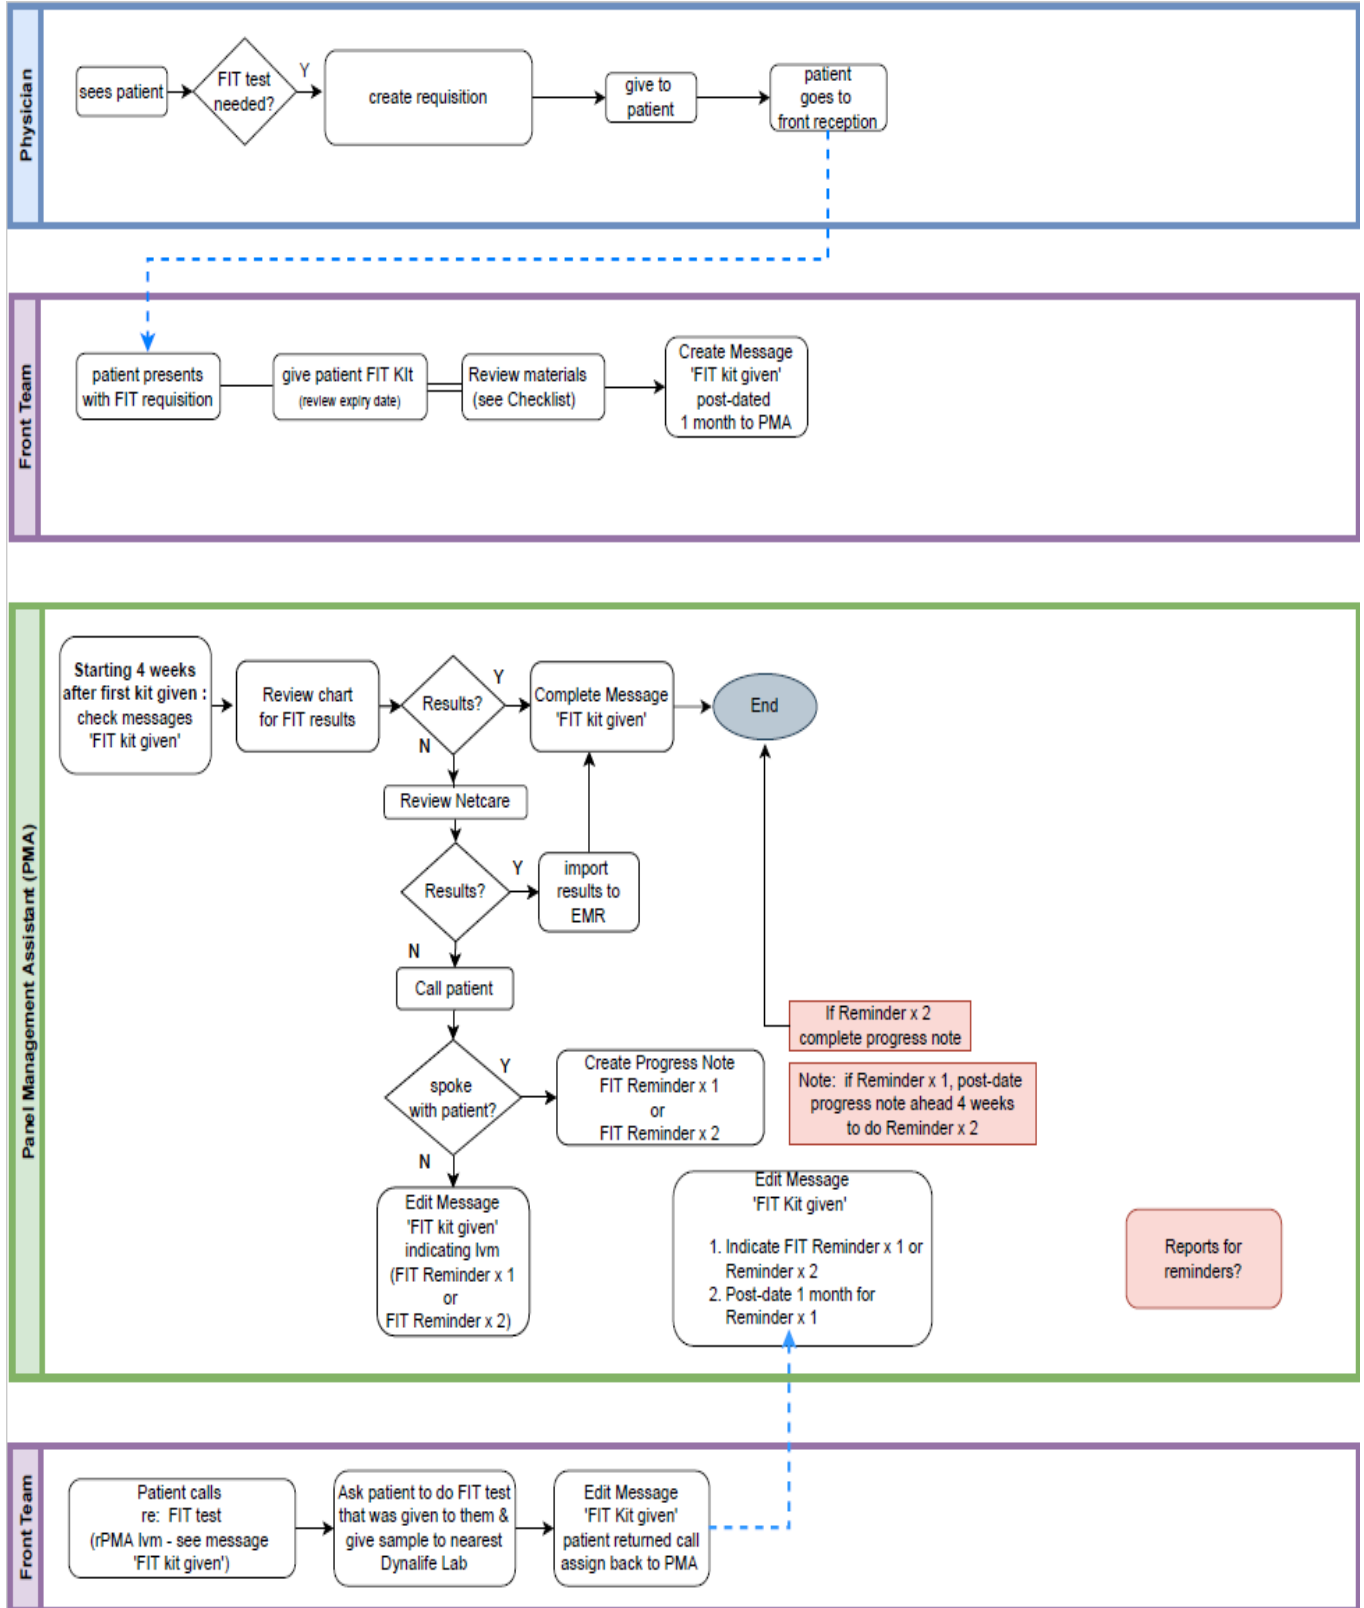 Physician
sees patient
FIT test
needed?
Y
create requisition
give to
patient
patient
goes to
front reception
Front Team
patient presents
with FIT requisition
give patient FIT KIt
(review expiry date)
Review materials
(see Checklist)
Create Message
'FIT kit given'
post-dated
1 month to PMA
Panel Management Assistant (PMA)
Starting 4 weeks
after first kit given :
check messages
'FIT kit given'
Review chart
for FIT results
Results?
Y
N
Complete Message
'FIT kit given'
End
Review Netcare
Results?
Y
N
import
results to
EMR
Call patient
spoke
with patient?
Y
N
Create Progress Note
FIT Reminder x 1
or
FIT Reminder x 2
If Reminder x 2
complete progress note
Note:  if Reminder x 1, post-date
progress note ahead 4 weeks
to do Reminder x 2
Edit Message
'FIT kit given'
indicating lvm
(FIT Reminder x 1
or
FIT Reminder x 2)
Edit Message
'FIT Kit given'
1. Indicate FIT Reminder x 1 or
Reminder x 2
2. Post-date 1 month for
Reminder x 1
Reports for
reminders?
Front Team
Patient calls
re:  FIT test
(rPMA lvm - see message
'FIT kit given')
Ask patient to do FIT test
that was given to them &
give sample to nearest
Dynalife Lab
Edit Message
'FIT Kit given'
patient returned call
assign back to PMA